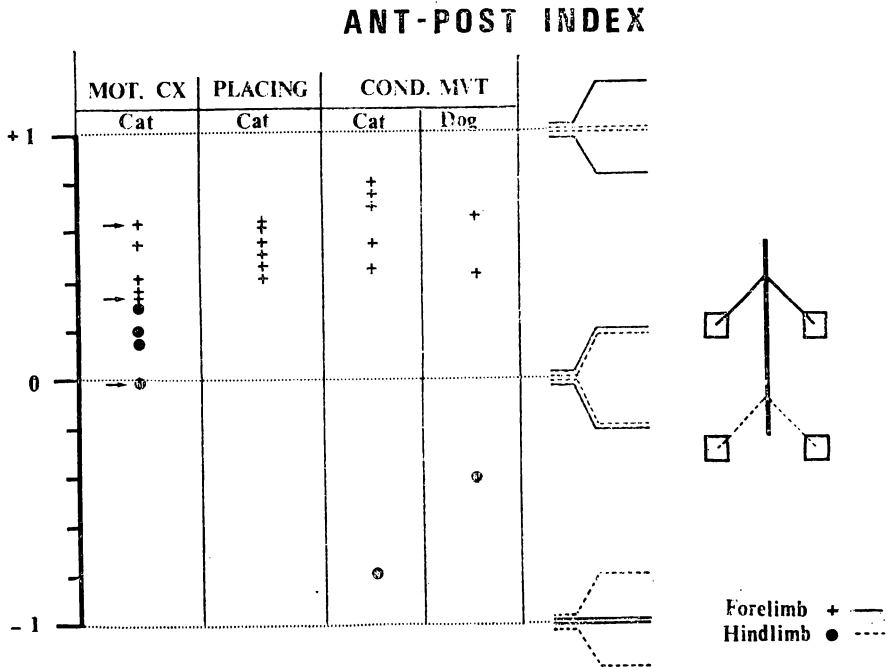 ANT-POST INDEX
MOT. CX PLACING COND. MVT
Cat Cat Cat Dog
+1
0
- 1
Forelimb +
Hindlimb ●